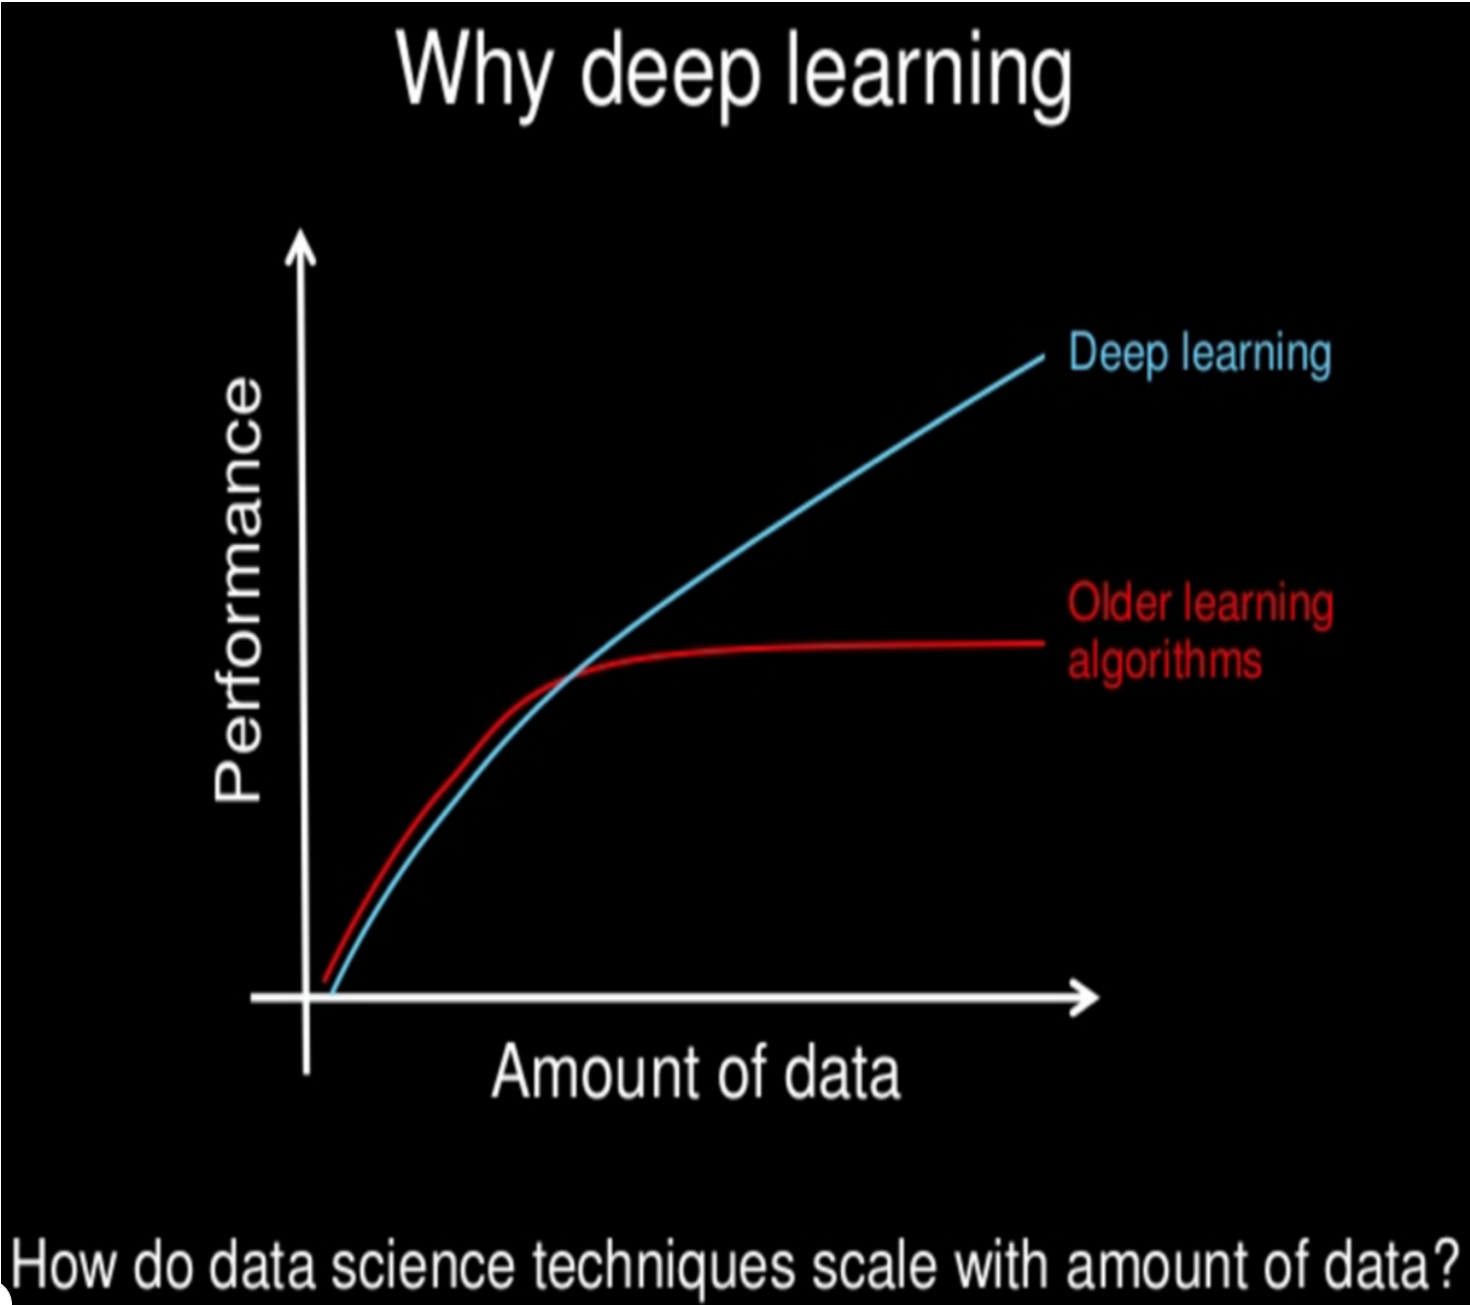 Why deep learning
Performance
Deep learning
Older learning
algorithms
Amount of data
How do data science techniques scale with amount of data?